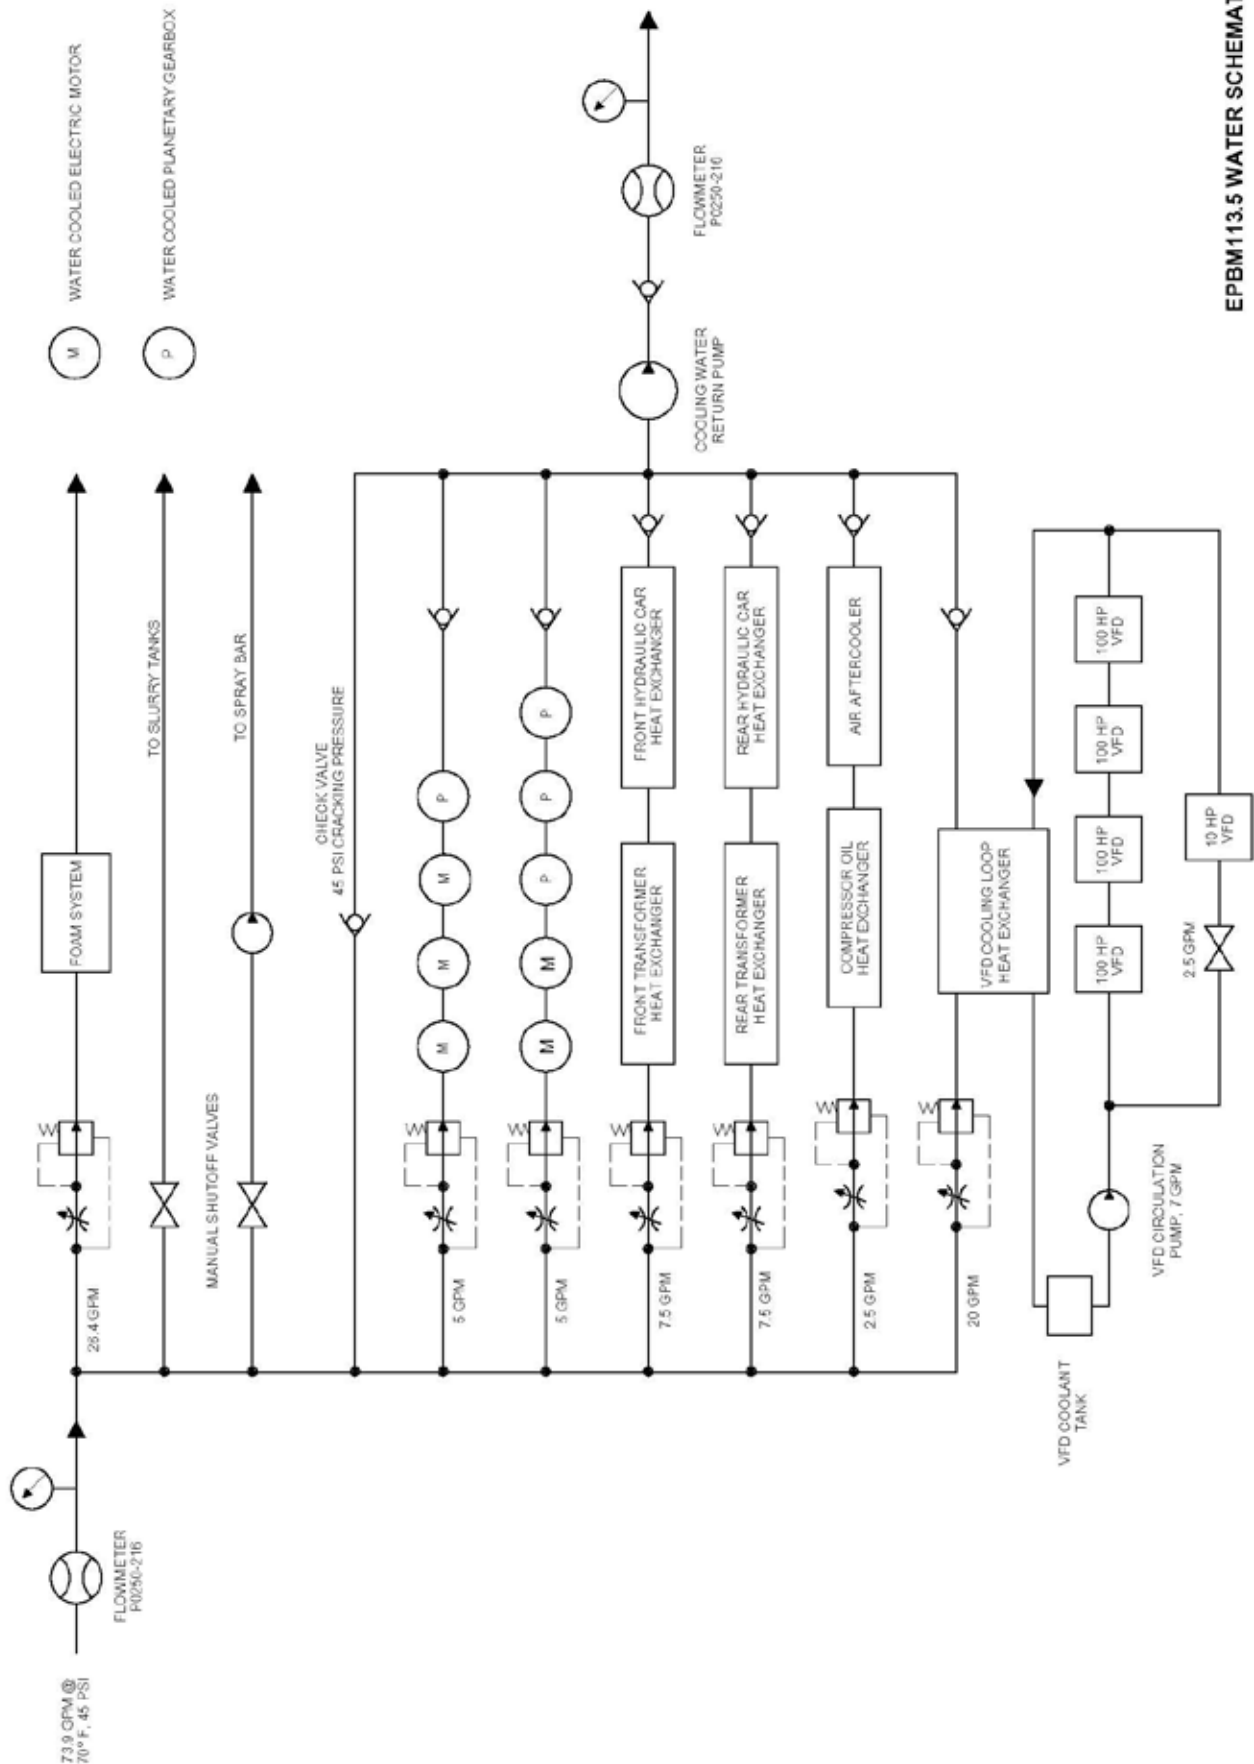 73.9 GPM @
70° F, 45 PSI
FLOWMETER
P0250-216
26.4 GPM
FOAM SYSTEM
MANUAL SHUTOFF VALVES
TO SLURRY TANKS
TO SPRAY BAR
CHECK VALVE
45 PSI CRACKING PRESSURE
M
WATER COOLED ELECTRIC MOTOR
P
WATER COOLED PLANETARY GEARBOX
5 GPM
M
M
M
P
5 GPM
M
M
P
P
P
7.5 GPM
FRONT TRANSFORMER
HEAT EXCHANGER
FRONT HYDRAULIC CAR
HEAT EXCHANGER
7.5 GPM
REAR TRANSFORMER
HEAT EXCHANGER
REAR HYDRAULIC CAR
HEAT EXCHANGER
2.5 GPM
COMPRESSOR OIL
HEAT EXCHANGER
AIR AFTERCOOLER
20 GPM
VFD COOLING LOOP
HEAT EXCHANGER
COOLING WATER
RETURN PUMP
FLOWMETER
P0250-216
VFD COOLANT
TANK
VFD CIRCULATION
PUMP, 7 GPM
100 HP
VFD
100 HP
VFD
100 HP
VFD
100 HP
VFD
2.5 GPM
10 HP
VFD
EPBM113.5 WATER SCHEMAT